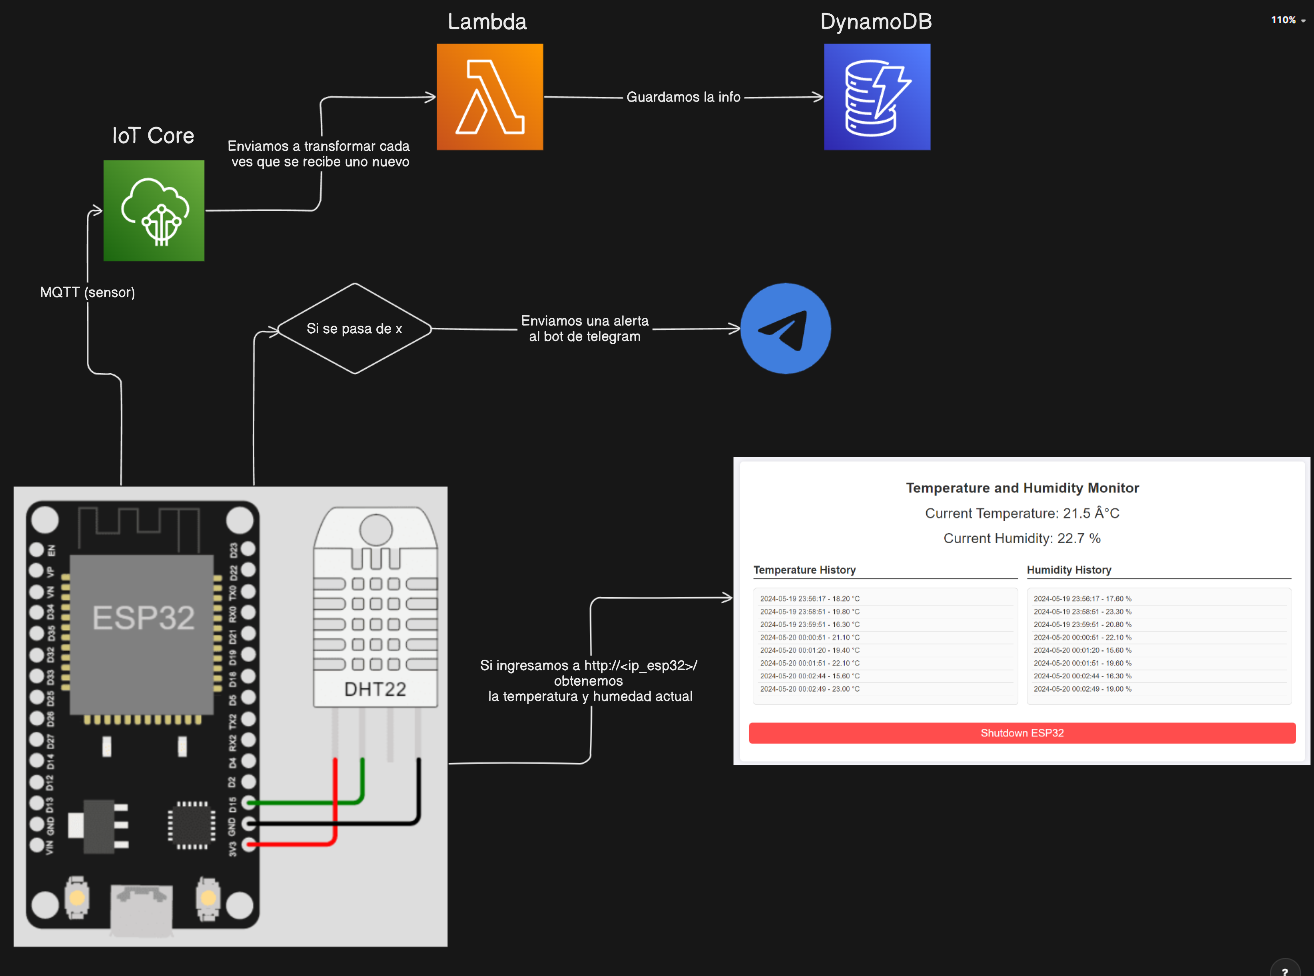 110%
Lambda
DynamoDB
Guardamos la info
IoT Core
Enviamos a transformar cada
ves que se recibe uno nuevo
MQTT (sensor)
Si se pasa de x
Enviamos una alerta
al bot de telegram
ESP32
EN
VP
VN
D34
D35
D32
D33
D25
D26
D27
D14
D12
D13
GND
VIN
D23
D22
TX0
RX0
D21
D19
D18
D5
TX2
RX2
D4
D2
D15
GND
3V3
DHT22
Si ingresamos a http://<ip_esp32>/
obtenemos
la temperatura y humedad actual
Temperature and Humidity Monitor
Current Temperature: 21.5 Â°C
Current Humidity: 22.7 %
Temperature History
2024-05-19 23:56:17 - 18.20 °C
2024-05-19 23:58:51 - 19.80 °C
2024-05-19 23:59:51 - 16.30 °C
2024-05-20 00:00:51 - 21.10 °C
2024-05-20 00:01:20 - 19.40 °C
2024-05-20 00:01:51 - 22.10 °C
2024-05-20 00:02:44 - 15.60 °C
2024-05-20 00:02:49 - 23.00 °C
Humidity History
2024-05-19 23:56:17 - 17.60 %
2024-05-19 23:58:51 - 23.30 %
2024-05-19 23:59:51 - 20.80 %
2024-05-20 00:00:51 - 22.10 %
2024-05-20 00:01:20 - 15.60 %
2024-05-20 00:01:51 - 19.60 %
2024-05-20 00:02:44 - 16.30 %
2024-05-20 00:02:49 - 19.00 %
Shutdown ESP32
?